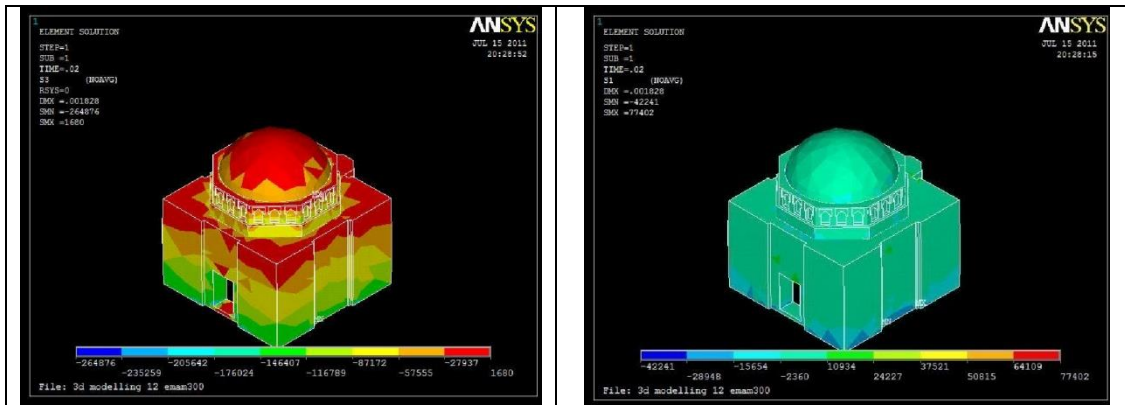 1
ANSYS
ELEMENT SOLUTION
JUL 15 2011
20:28:52
STEP=1
SUB =1
TIME=.02
S3 (NOAVG)
RSYS=0
DMX =.001828
SMN =-264876
SMX =1680
-264876 -205642 -146407 -87172 -27937
-235259 -176024 -116789 -57555 1680
File: 3d modelling 12 emam300
1
ANSYS
ELEMENT SOLUTION
JUL 15 2011
20:28:15
STEP=1
SUB =1
TIME=.02
S1 (NOAVG)
DMX =.001828
SMN =-42241
SMX =77402
-42241 -15654 10934 37521 64109
-28948 -2360 24227 50815 77402
File: 3d modelling 12 emam300